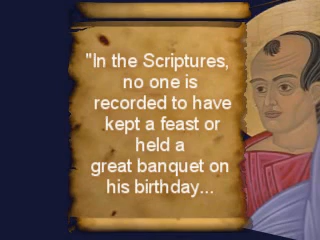 "In the Scriptures,
no one is
recorded to have
kept a feast or
held a
great banquet on
his birthday...